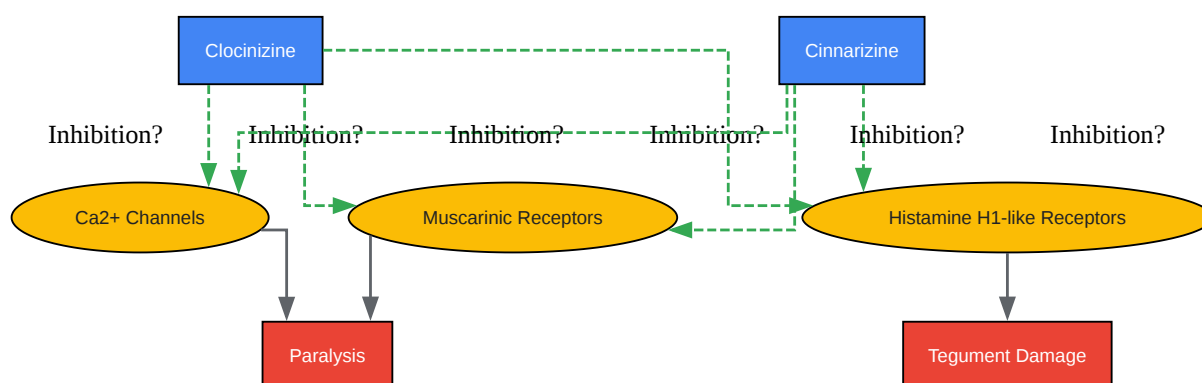 Clocinizine
Cinnarizine
Inhibition?
Inhibition?
Inhibition?
Inhibition?
Inhibition?
Inhibition?
Ca2+ Channels
Muscarinic Receptors
Histamine H1-like Receptors
Paralysis
Tegument Damage